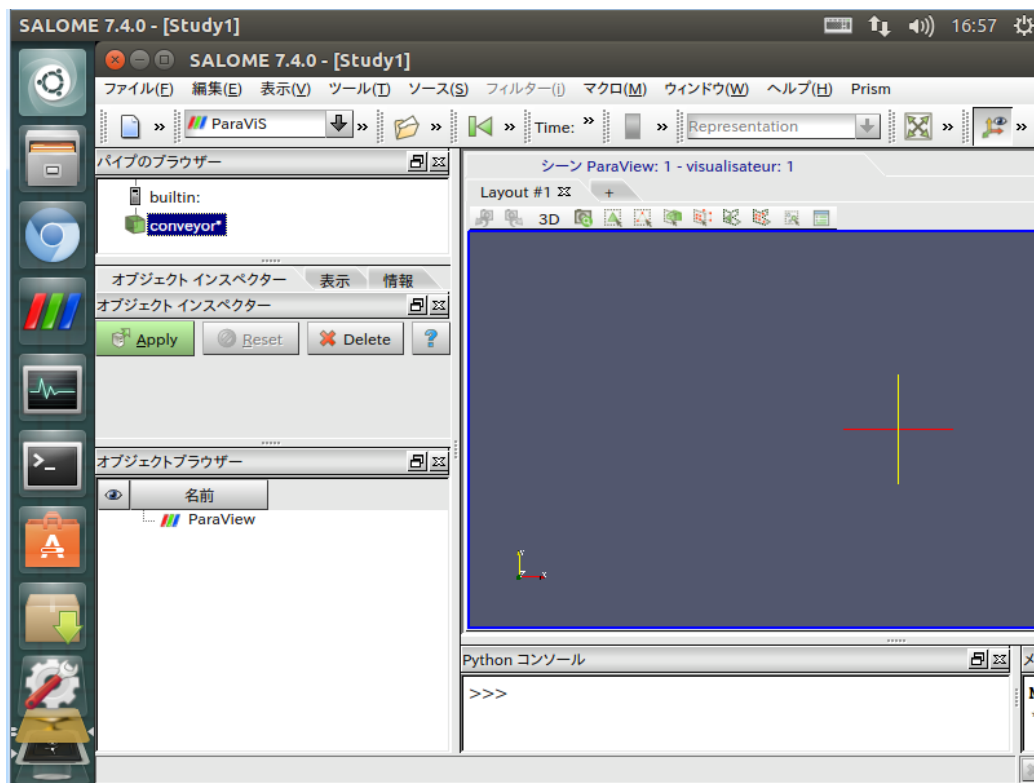 SALOME 7.4.0 - [Study1]
16:57
SALOME 7.4.0 - [Study1]
ファイル(F) 編集(E) 表示(V) ツール(T) ソース(S) フィルター(i) マクロ(M) ウィンドウ(W) ヘルプ(H) Prism
» ParaViS » » » Time: » » Representation » »
パイプのブラウザー
シーン ParaView: 1 - visualisateur: 1
builtin:
Layout #1 +
conveyor*
3D
オブジェクト インスペクター 表示 情報
オブジェクト インスペクター
Apply Reset Delete ?
オブジェクトブラウザー
名前
ParaView
Y
Z X
Python コンソール
>>>